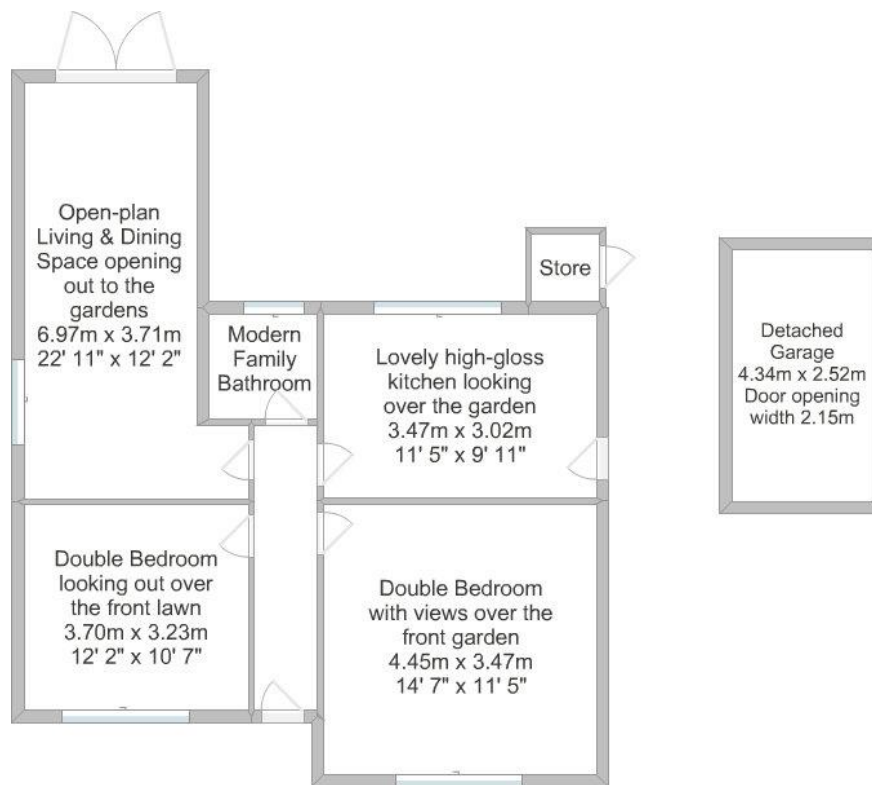 Open-plan
Living & Dining
Space opening
out to the
gardens
6.97m x 3.71m
22' 11" x 12' 2"
Store
Modern
Family
Bathroom
Lovely high-gloss
kitchen looking
over the garden
3.47m x 3.02m
11' 5" x 9' 11"
Detached
Garage
4.34m x 2.52m
Door opening
width 2.15m
Double Bedroom
looking out over
the front lawn
3.70m x 3.23m
12' 2" x 10' 7"
Double Bedroom
with views over the
front garden
4.45m x 3.47m
14' 7" x 11' 5"